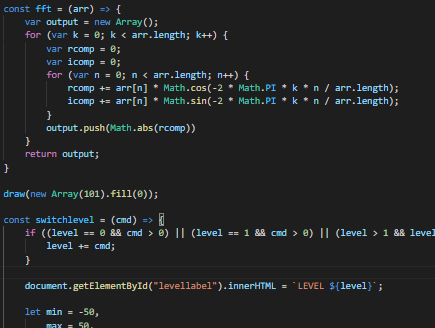 const fft = (arr) => {
var output = new Array();
for (var k = 0; k < arr.length; k++) {
var rcomp = 0;
var icomp = 0;
for (var n = 0; n < arr.length; n++) {
rcomp += arr[n] * Math.cos(-2 * Math.PI * k * n / arr.length);
icomp += arr[n] * Math.sin(-2 * Math.PI * k * n / arr.length);
}
output.push(Math.abs(rcomp))
}
return output;
}
draw(new Array(101).fill(0));
const switchlevel = (cmd) => {
if ((level == 0 && cmd > 0) || (level == 1 && cmd > 0) || (level > 1 && leve
level += cmd;
}
document.getElementById("levellabel").innerHTML = `LEVEL ${level}`;
let min = -50,
max = 50,